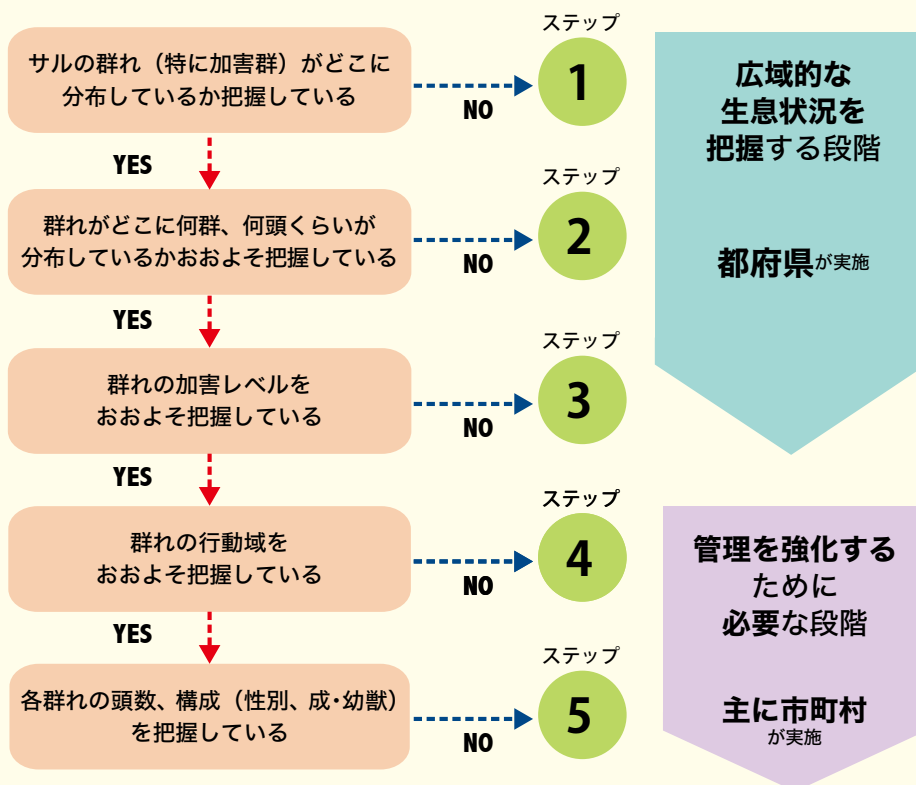 サルの群れ（特に加害群）がどこに
分布しているか把握している
NO
ステップ
1
YES
群れがどこに何群、何頭くらいが
分布しているかおおよそ把握している
NO
ステップ
2
YES
群れの加害レベルを
おおよそ把握している
NO
ステップ
3
YES
群れの行動域を
おおよそ把握している
NO
ステップ
4
YES
各群れの頭数、構成（性別、成・幼獣）
を把握している
NO
ステップ
5
広域的な
生息状況を
把握する段階
都府県が実施
管理を強化する
ために
必要な段階
主に市町村
が実施